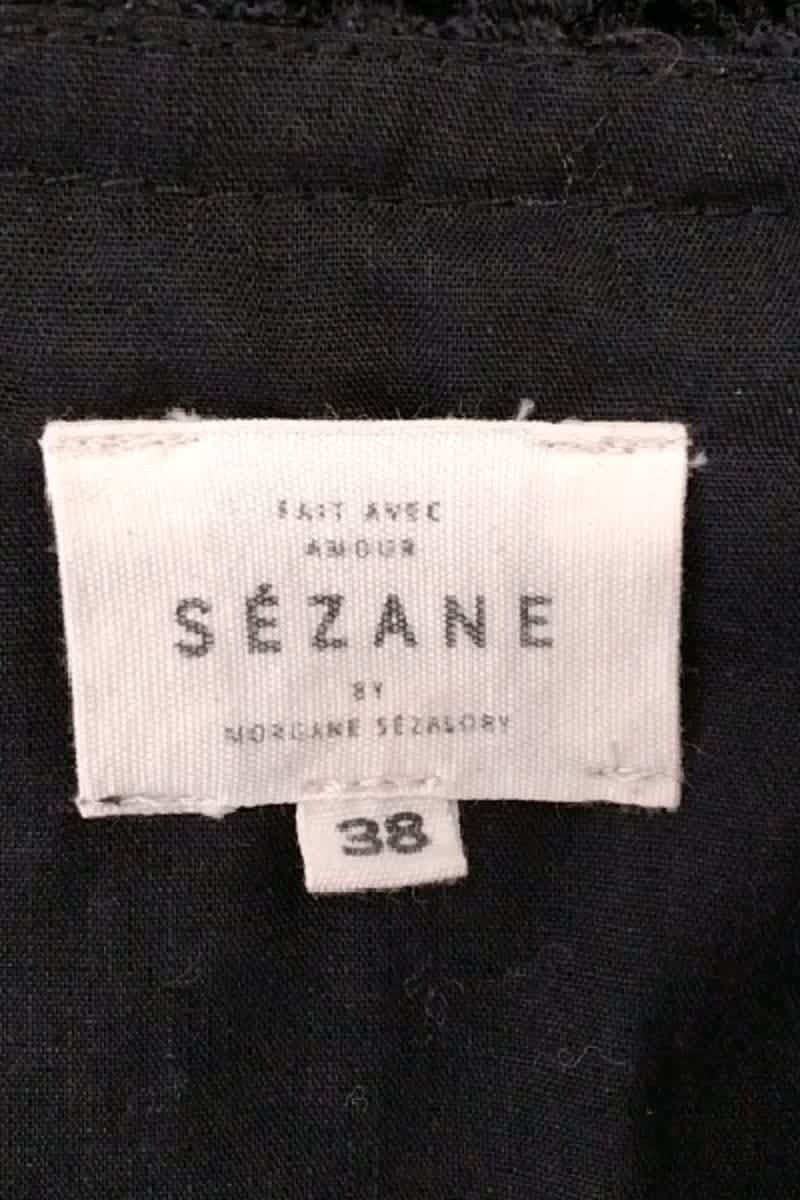 FAIT AVEC
AMOUR
SÉZANE
BY
MORGANE SÉZALORY
38